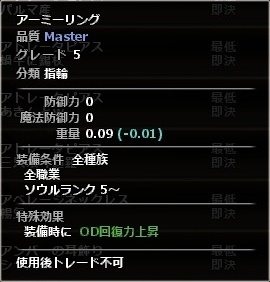 アーミーリング
品質 Master
グレード 5
分類 指輪
防御力 0
魔法防御力 0
重量 0.09 (-0.01)
装備条件 全種族
全職業
ソウルランク 5～
特殊効果
装備時に OD回復力上昇
使用後トレード不可